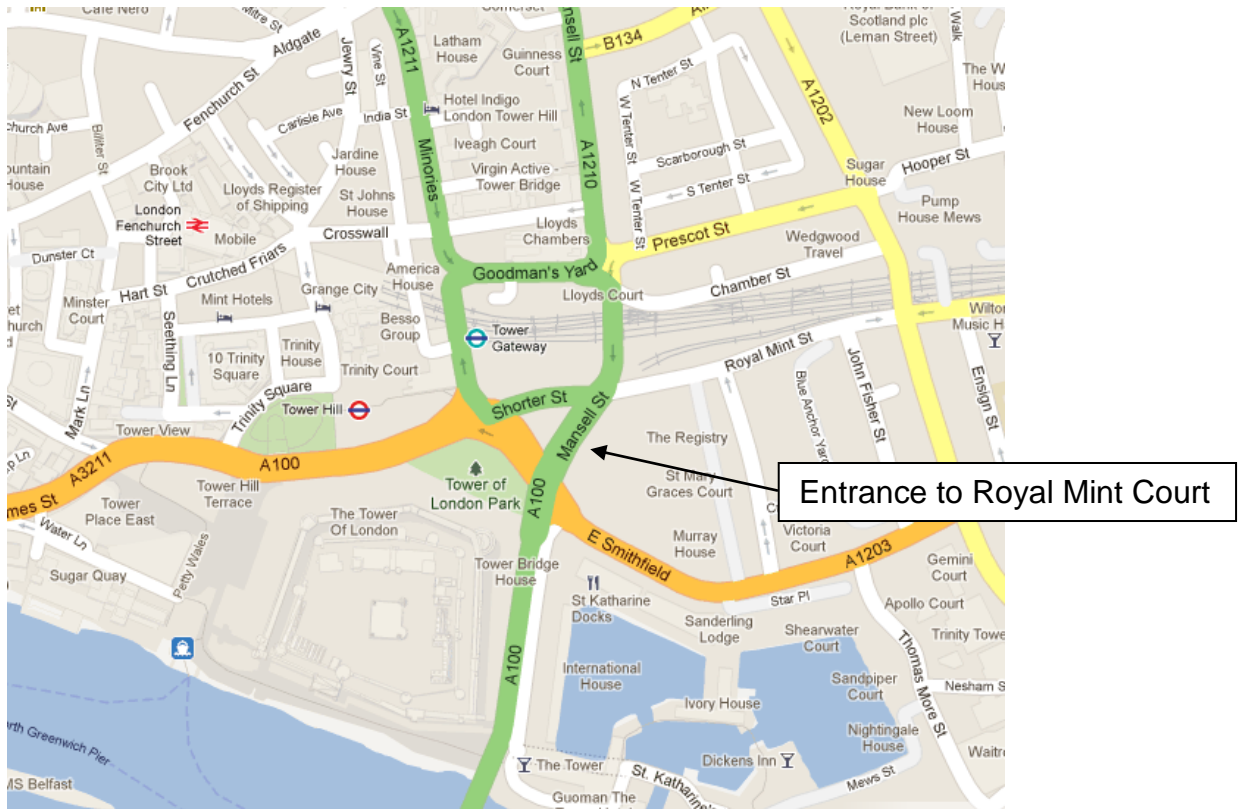 Cafe Nero
Mitre St
Aldgate
Jewry St
Vine St
A1211
Latham
House
Somerset
Guinness
Court
Mansell St
B134
Royal Bank of
Scotland plc
(Leman Street)
Walk
N Tenter St
A1202
The W
Hous
New Loom
House
Fenchurch St
Carlisle Ave
India St
Hotel Indigo
London Tower Hill
church Ave
Billiter St
Minories
Iveagh Court
A1210
W Tenter St
Scarborough St
Sugar
House
Hooper St
ountain
House
Brook
City Ltd
Lloyds Register
of Shipping
Jardine
House
St Johns
House
Virgin Active -
Tower Bridge
S Tenter St
W Tenter St
Pump
House Mews
London
Fenchurch
Street
Mobile
Crosswall
Lloyds
Chambers
Prescot St
Wedgwood
Travel
Dunster Ct
Crutched Friars
America
House
Goodman's Yard
Chamber St
Hart St
Minster
Court
Mint Hotels
Grange City
Lloyds Court
et
hurch
d
Seething Ln
Besso
Group
Tower
Gateway
Wilto
Music H
Royal Mint St
10 Trinity
Square
Trinity
House
Trinity Court
John Fisher St
Blue Anchor Yard
Ensign St
Mark Ln
Trinity Square
Tower Hill
Shorter St
Mansell St
St
Tower View
The Registry
p Ln
A3211
A100
Tower Hill
Terrace
Tower of
London Park
A100
St Mary
Graces Court
Entrance to Royal Mint Court
mes St
Tower
Place East
The Tower
Of London
Water Ln
Petty Wales
E Smithfield
Murray
House
Victoria
Court
A1203
Gemini
Court
Sugar Quay
Tower Bridge
House
St Katharine
Docks
Star Pl
Apollo Court
Sanderling
Lodge
Shearwater
Court
Trinity Towe
A100
International
House
Thomas More St
Sandpiper
Court
Nesham S
Ivory House
Nightingale
House
orth Greenwich Pier
Dickens Inn
Waitro
The Tower
St. Katharine's
Mews St
MS Belfast
Guoman The